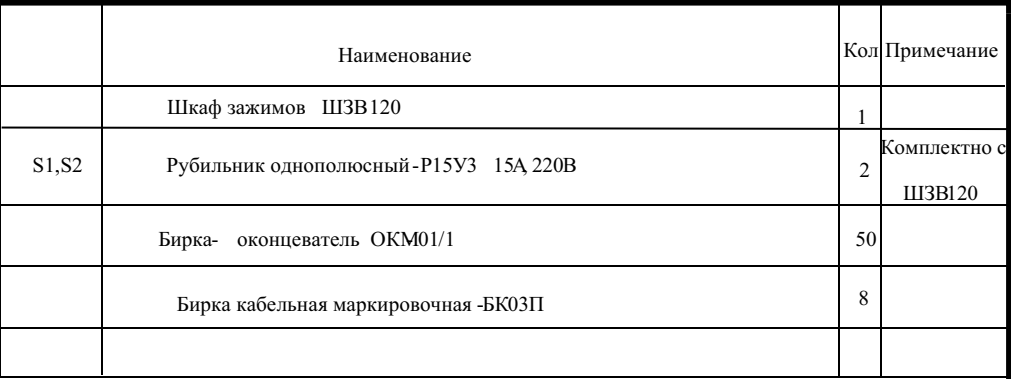 Наименование Кол Примечание
Шкаф зажимов ШЗВ120 1
S1,S2 Рубильник однополюсный-Р15У3 15А, 220В 2 Комплектно с
ШЗВ120
Бирка- оконцеватель ОКМ01/1 50
Бирка кабельная маркировочная -БК03П 8